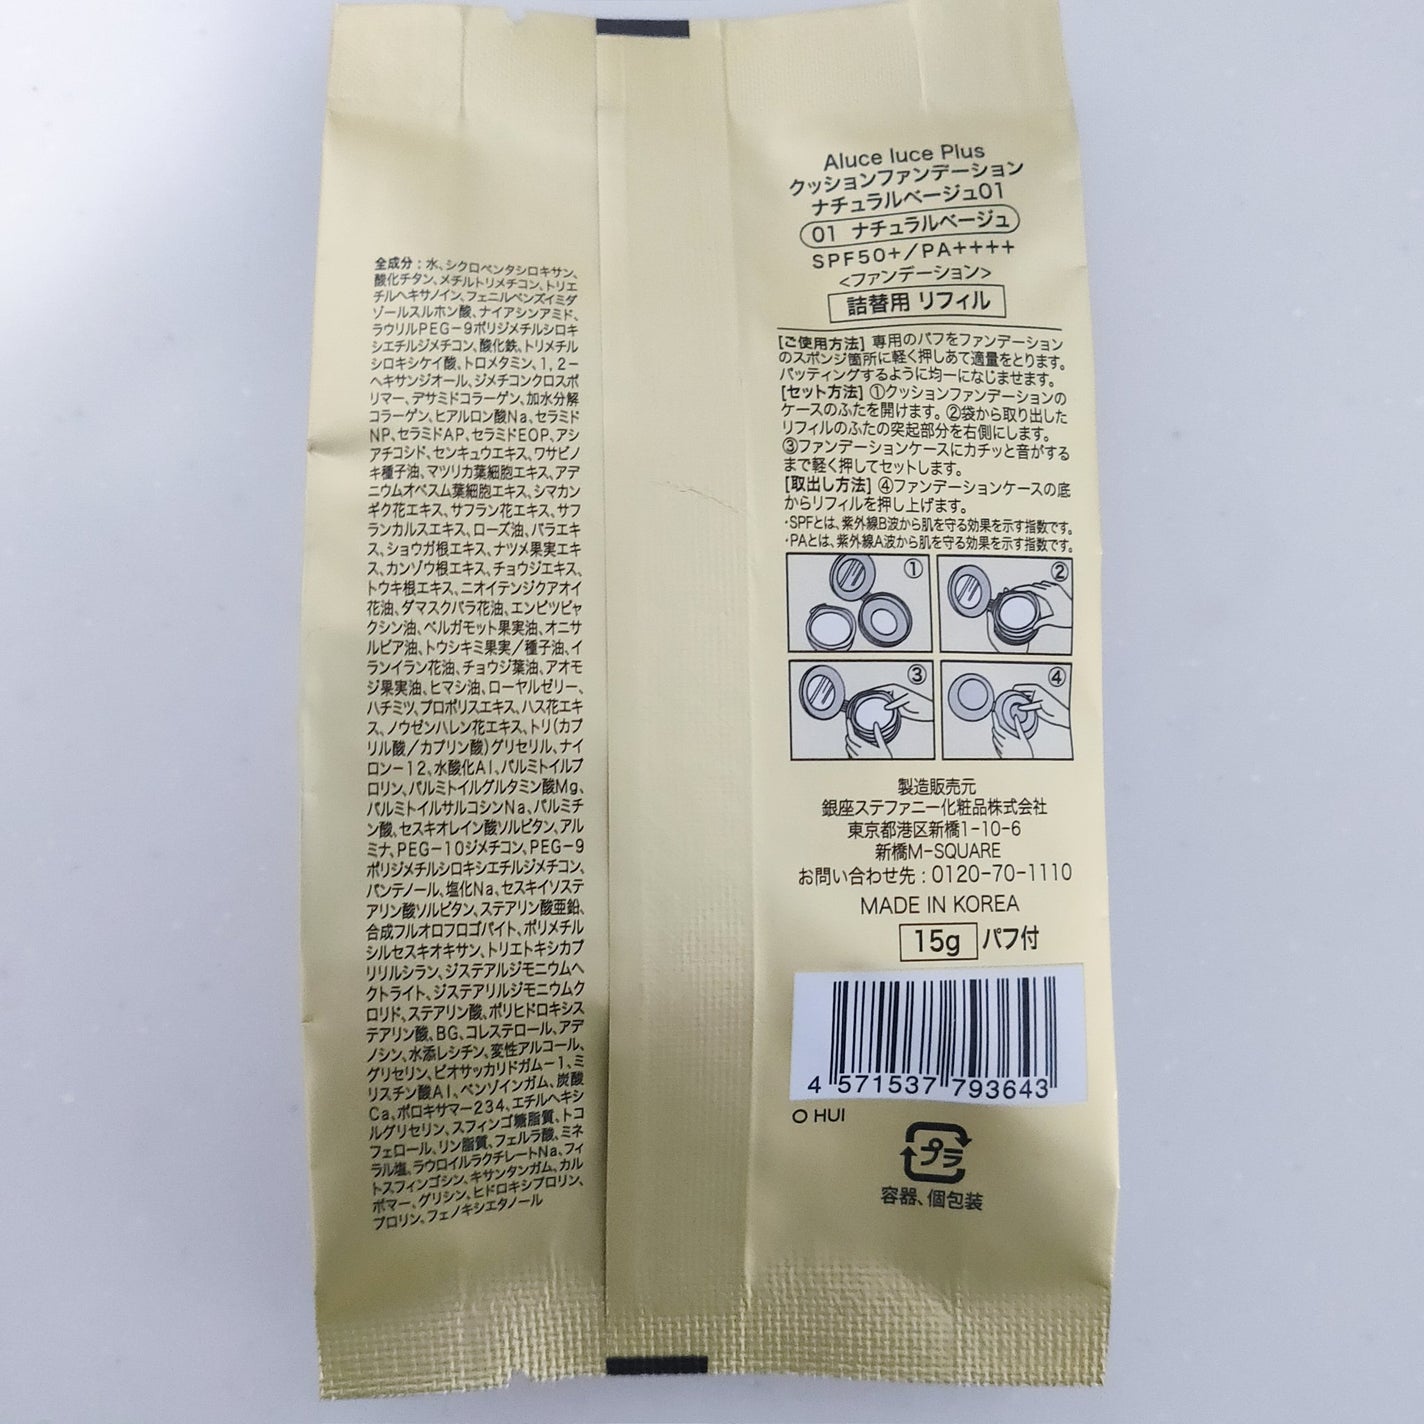 全成分：水、シクロペンタシロキサン、
酸化チタン、メチルトリメチコン、トリエ
チルヘキサノイン、フェニルベンズイミダ
ゾールスルホン酸、ナイアシンアミド、
ラウリルPEG-9ポリジメチルシロキ
シエチルジメチコン、酸化鉄、トリメチル
シロキシケイ酸、トロメタミン、1,2-
ヘキサンジオール、ジメチコンクロスポ
リマー、デサミドコラーゲン、加水分解
コラーゲン、ヒアルロン酸Na、セラミド
NP、セラミドAP、セラミドEOP、アシ
アチコシド、センキュウエキス、ワサビノ
キ種子油、マツリカ葉細胞エキス、アデ
ニウムオベスム葉細胞エキス、シマカン
ギク花エキス、サフラン花エキス、サフ
ランカルスエキス、ローズ油、バラエキ
ス、ショウガ根エキス、ナツメ果実エキ
ス、カンゾウ根エキス、チョウジエキス、
トウキ根エキス、ニオイテンジクアオイ
花油、ダマスクバラ花油、エンピツビャ
クシン油、ベルガモット果実油、オニサ
ルビア油、トウシキミ果実／種子油、イ
ランイラン花油、チョウジ葉油、アオモ
ジ果実油、ヒマシ油、ローヤルゼリー、
ハチミツ、プロポリスエキス、ハス花エキ
ス、ノウゼンハレン花エキス、トリ(カプ
リル酸／カプリン酸)グリセリル、ナイ
ロン-12、水酸化Al、パルミトイルプ
ロリン、パルミトイルグルタミン酸Mg、
パルミトイルサルコシンNa、パルミチ
ン酸、セスキオレイン酸ソルビタン、アル
ミナ、PEG-10ジメチコン、PEG-9
ポリジメチルシロキシエチルジメチコン、
パンテノール、塩化Na、セスキイソステ
アリン酸ソルビタン、ステアリン酸亜鉛、
合成フルオロフロゴパイト、ポリメチル
シルセスキオキサン、トリエトキシカプ
リリルシラン、ジステアルジモニウムヘ
クトライト、ジステアリルジモニウムク
ロリド、ステアリン酸、ポリヒドロキシス
テアリン酸、BG、コレステロール、アデ
ノシン、水添レシチン、変性アルコール、
グリセリン、ビオサッカリドガム-1、ミ
リスチン酸Al、ベンゾインガム、炭酸
Ca、ポロキサマー234、エチルヘキシ
ルグリセリン、スフィンゴ糖脂質、トコ
フェロール、リン脂質、フェルラ酸、ミネ
ラル塩、ラウロイルラクチレートNa、フィ
トスフィンゴシン、キサンタンガム、カル
ボマー、グリシン、ヒドロキシプロリン、
プロリン、フェノキシエタノール
Aluce luce Plus
クッションファンデーション
ナチュラルベージュ01
01 ナチュラルベージュ
SPF50+/PA++++
<ファンデーション>
詰替用 リフィル
[ご使用方法] 専用のパフをファンデーション
のスポンジ箇所に軽く押しあて適量をとります。
パッティングするように均一になじませます。
[セット方法] ①クッションファンデーションの
ケースのふたを開けます。②袋から取り出した
リフィルのふたの突起部分を右側にします。
③ファンデーションケースにカチッと音がする
まで軽く押してセットします。
[取出し方法] ④ファンデーションケースの底
からリフィルを押し上げます。
・SPFとは、紫外線B波から肌を守る効果を示す指数です。
・PAとは、紫外線A波から肌を守る効果を示す指数です。
① ②
③ ④
製造販売元
銀座ステファニー化粧品株式会社
東京都港区新橋1-10-6
新橋M-SQUARE
お問い合わせ先：0120-70-1110
MADE IN KOREA
15g パフ付
4 571537 793643
O HUI
プラ
容器、個包装